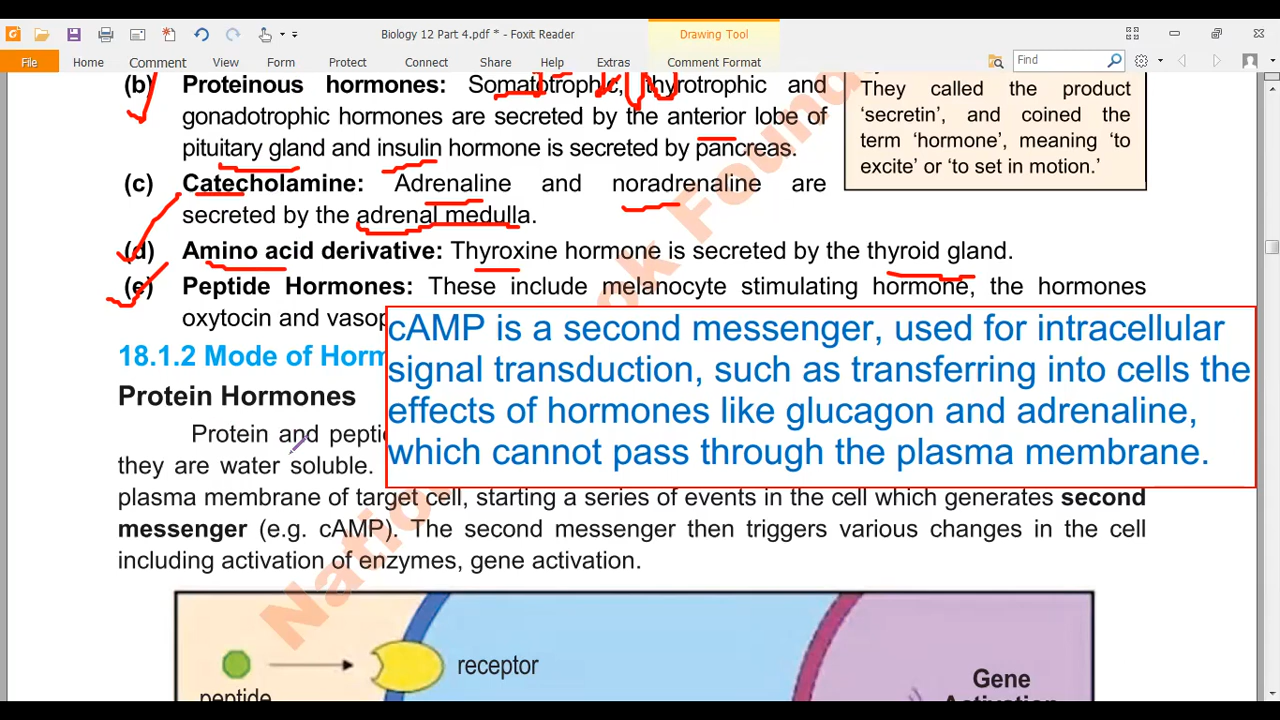 Biology 12 Part 4.pdf * - Foxit Reader
Drawing Tool
File Home Comment View Form Protect Connect Share Help Extras Comment Format Find
(b) Proteinous hormones: Somatotrophic, thyrotrophic and
gonadotrophic hormones are secreted by the anterior lobe of
pituitary gland and insulin hormone is secreted by pancreas.
(c) Catecholamine: Adrenaline and noradrenaline are
secreted by the adrenal medulla.
(d) Amino acid derivative: Thyroxine hormone is secreted by the thyroid gland.
(e) Peptide Hormones: These include melanocyte stimulating hormone, the hormones
oxytocin and vasop
They called the product
‘secretin’, and coined the
term ‘hormone’, meaning ‘to
excite’ or ‘to set in motion.’
cAMP is a second messenger, used for intracellular
signal transduction, such as transferring into cells the
effects of hormones like glucagon and adrenaline,
which cannot pass through the plasma membrane.
18.1.2 Mode of Horm
Protein Hormones
Protein and peptid
they are water soluble.
plasma membrane of target cell, starting a series of events in the cell which generates second
messenger (e.g. cAMP). The second messenger then triggers various changes in the cell
including activation of enzymes, gene activation.
receptor
peptide
Gene
Activation